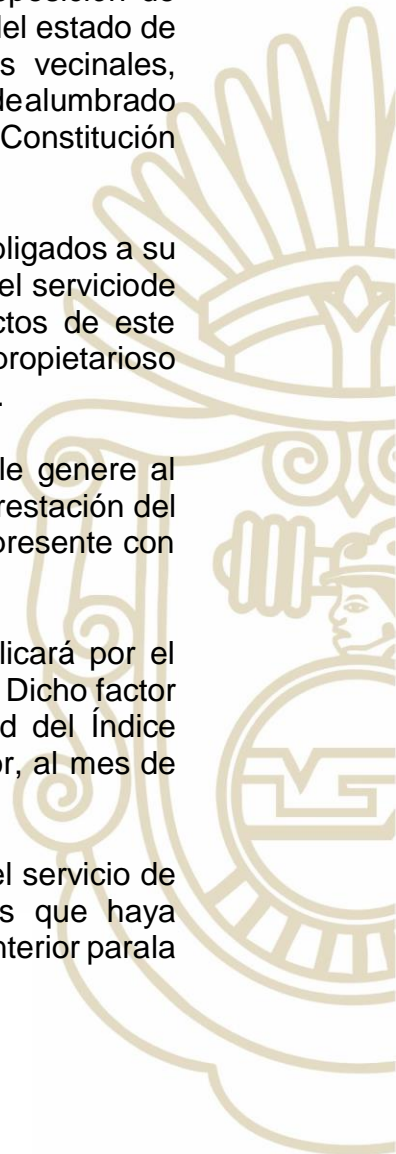 del estado de
s vecinales,
dealumbrado
Constitución
obligados a su
el serviciode
ctos de este
propietarioso
le genere al
restación del
presente con
licará por el
Dicho factor
d del Índice
or, al mes de
el servicio de
s que haya
nterior parala